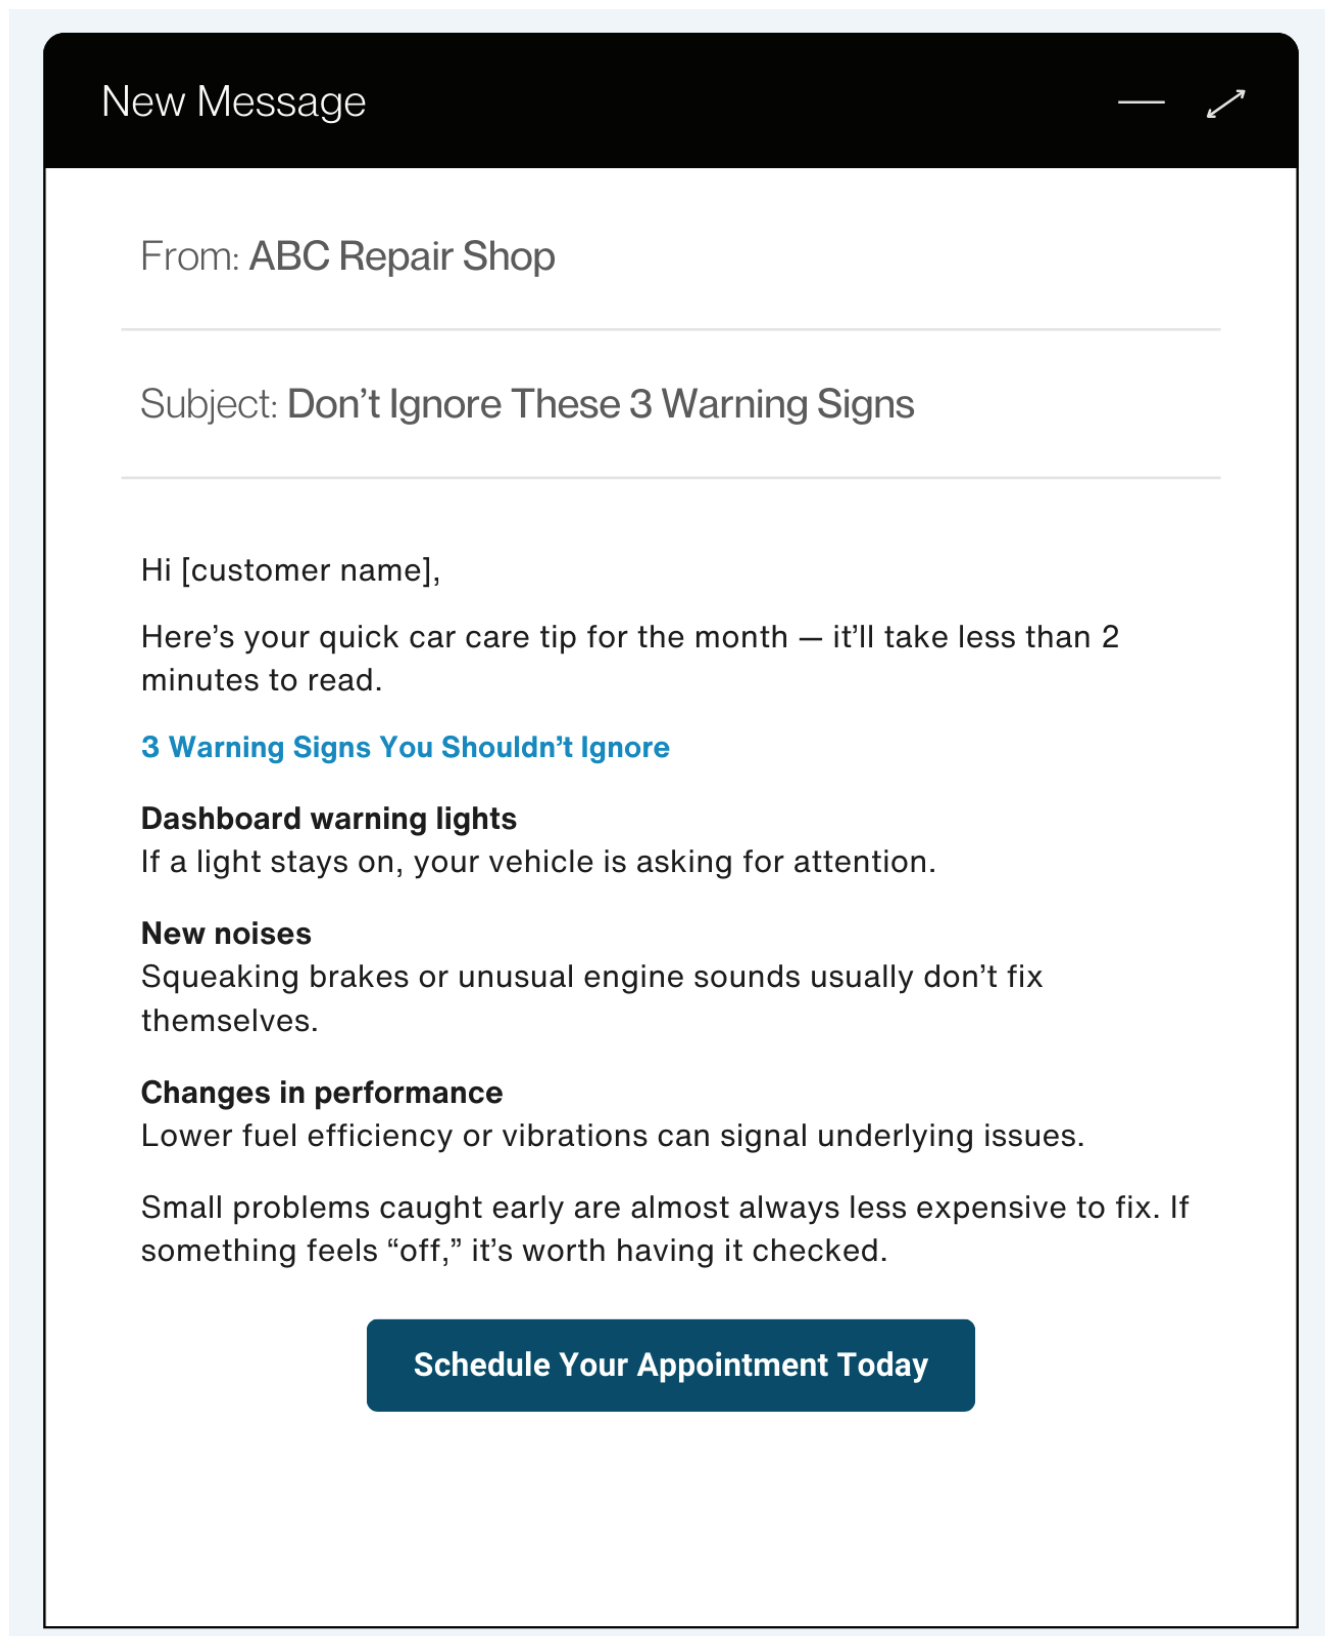 New Message
From: ABC Repair Shop
Subject: Don’t Ignore These 3 Warning Signs
Hi [customer name],
Here’s your quick car care tip for the month — it’ll take less than 2
minutes to read.
3 Warning Signs You Shouldn’t Ignore
Dashboard warning lights
If a light stays on, your vehicle is asking for attention.
New noises
Squeaking brakes or unusual engine sounds usually don’t fix
themselves.
Changes in performance
Lower fuel efficiency or vibrations can signal underlying issues.
Small problems caught early are almost always less expensive to fix. If
something feels “off,” it’s worth having it checked.
Schedule Your Appointment Today